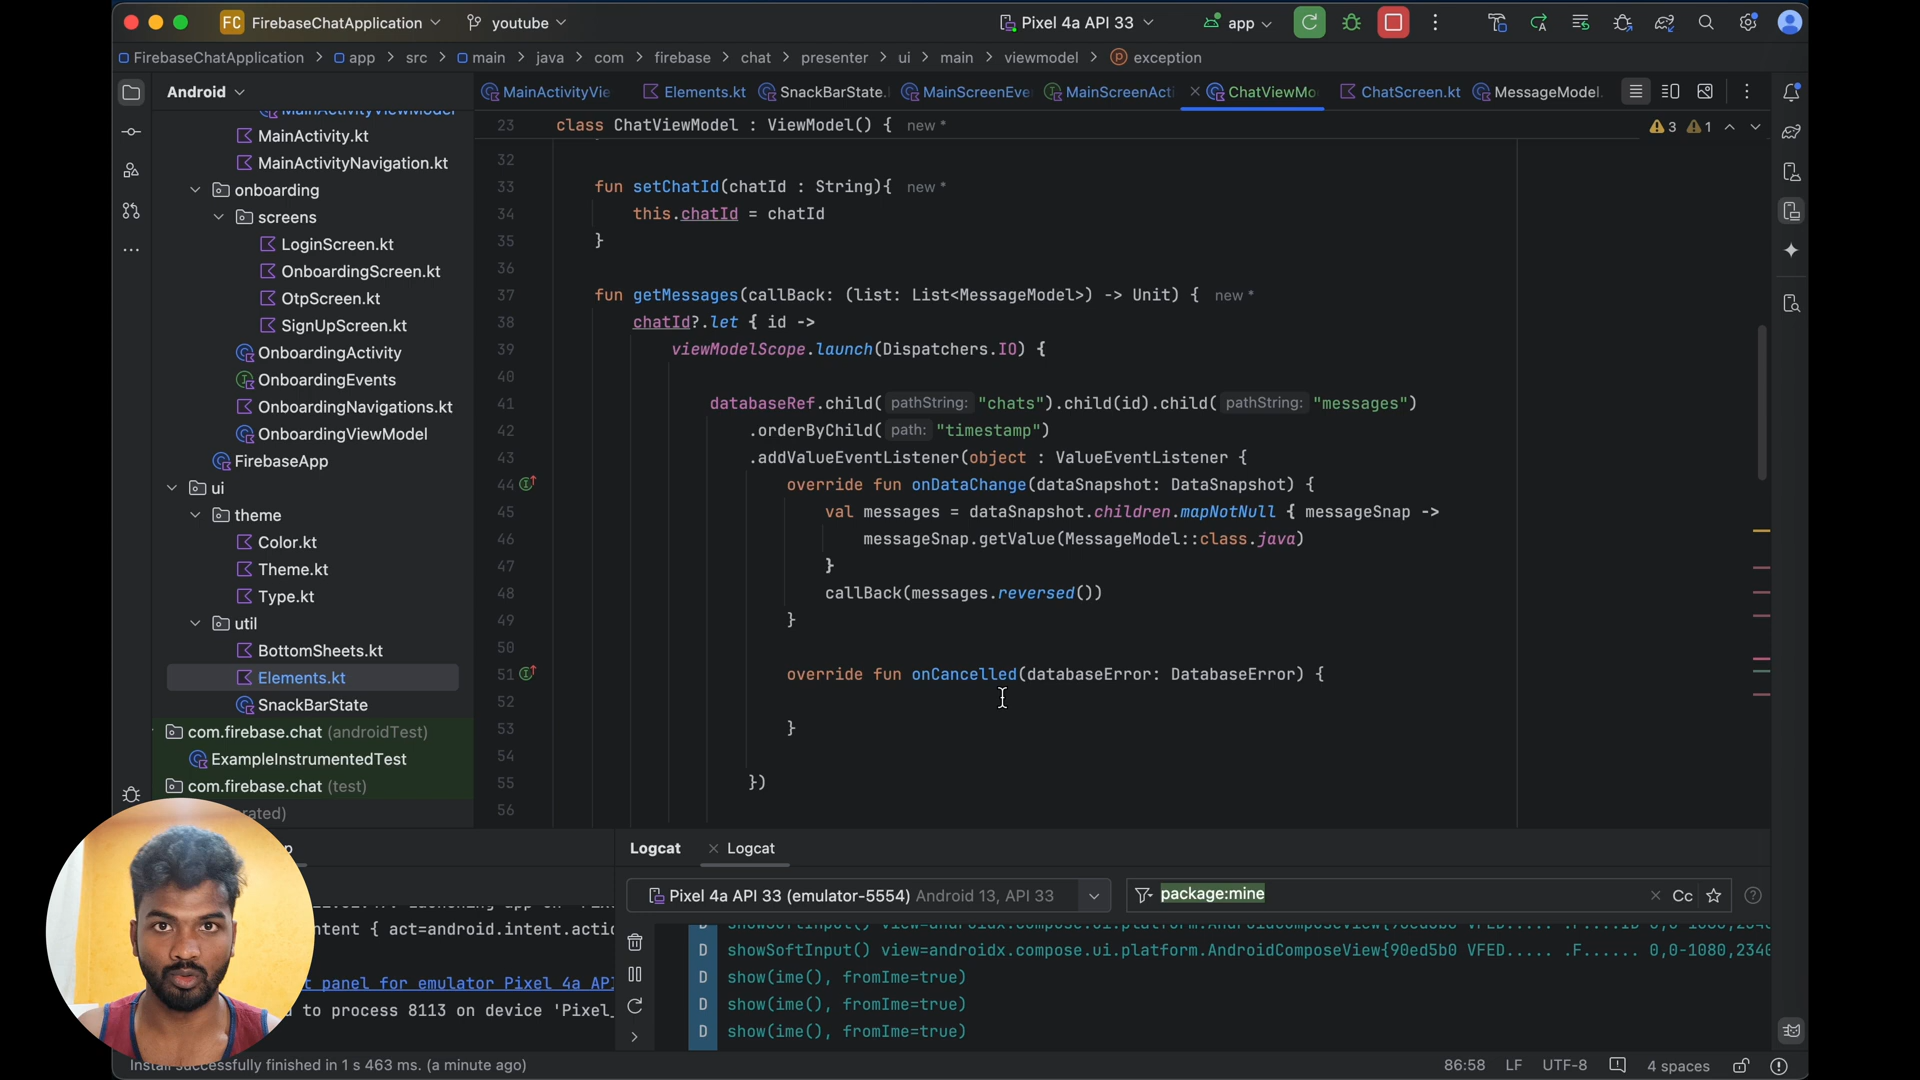 FC FirebaseChatApplication youtube Pixel 4a API 33 app
FirebaseChatApplication > app > src > main > java > com > firebase > chat > presenter > ui > main > viewmodel > exception
Android
MainActivityVie Elements.kt SnackBarState. MainScreenEve MainScreenActi ChatViewMo ChatScreen.kt MessageModel.
MainActivityViewModel
MainActivity.kt
MainActivityNavigation.kt
onboarding
screens
LoginScreen.kt
OnboardingScreen.kt
OtpScreen.kt
SignUpScreen.kt
OnboardingActivity
OnboardingEvents
OnboardingNavigations.kt
OnboardingViewModel
FirebaseApp
ui
theme
Color.kt
Theme.kt
Type.kt
util
BottomSheets.kt
Elements.kt
SnackBarState
com.firebase.chat (androidTest)
ExampleInstrumentedTest
com.firebase.chat (test)
rated)
23 class ChatViewModel : ViewModel() { new *
3 1
32
33 fun setChatId(chatId : String){ new *
34 this.chatId = chatId
35 }
36
37 fun getMessages(callBack: (list: List<MessageModel>) -> Unit) { new *
38 chatId?.let { id ->
39 viewModelScope.launch(Dispatchers.IO) {
40
41 databaseRef.child( pathString: "chats").child(id).child( pathString: "messages")
42 .orderByChild( path: "timestamp")
43 .addValueEventListener(object : ValueEventListener {
44 override fun onDataChange(dataSnapshot: DataSnapshot) {
45 val messages = dataSnapshot.children.mapNotNull { messageSnap ->
46 messageSnap.getValue(MessageModel::class.java)
47 }
48 callBack(messages.reversed())
49 }
50
51 override fun onCancelled(databaseError: DatabaseError) {
52
53 }
54
55 })
56
p
ntent { act=android.intent.actio
t panel for emulator Pixel 4a API
to process 8113 on device 'Pixel_
Logcat Logcat
Pixel 4a API 33 (emulator-5554) Android 13, API 33
package:mine Cc
D
D showSoftInput() view=androidx.compose.ui.platform.AndroidComposeView{90ed5b0 VFED..... .F...... 0,0-1080,2340
D show(ime(), fromIme=true)
D show(ime(), fromIme=true)
D show(ime(), fromIme=true)
Install successfully finished in 1 s 463 ms. (a minute ago)
86:58 LF UTF-8 4 spaces